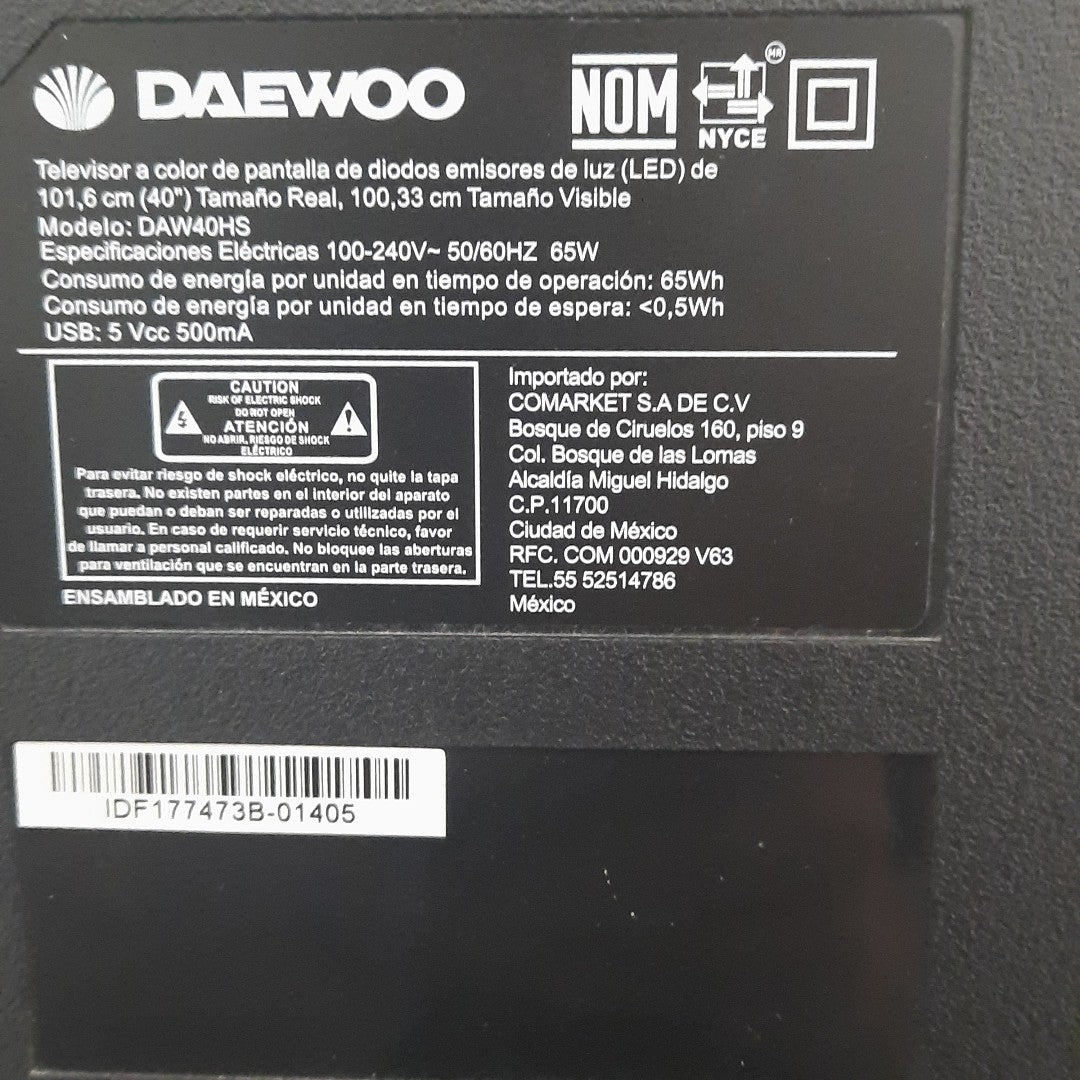 DAEWOO
NOM
NYCE
MR
Televisor a color de pantalla de diodos emisores de luz (LED) de
101,6 cm (40") Tamaño Real, 100,33 cm Tamaño Visible
Modelo: DAW40HS
Especificaciones Eléctricas 100-240V~ 50/60HZ 65W
Consumo de energía por unidad en tiempo de operación: 65Wh
Consumo de energía por unidad en tiempo de espera: <0,5Wh
USB: 5 Vcc 500mA
CAUTION
RISK OF ELECTRIC SHOCK
DO NOT OPEN
ATENCIÓN
NO ABRIR, RIESGO DE SHOCK
ELÉCTRICO
Para evitar riesgo de shock eléctrico, no quite la tapa
trasera. No existen partes en el interior del aparato
que puedan o deban ser reparadas o utilizadas por el
usuario. En caso de requerir servicio técnico, favor
de llamar a personal calificado. No bloquee las aberturas
para ventilación que se encuentran en la parte trasera.
ENSAMBLADO EN MÉXICO
Importado por:
COMARKET S.A DE C.V
Bosque de Ciruelos 160, piso 9
Col. Bosque de las Lomas
Alcaldía Miguel Hidalgo
C.P.11700
Ciudad de México
RFC. COM 000929 V63
TEL.55 52514786
México
IDF177473B-01405